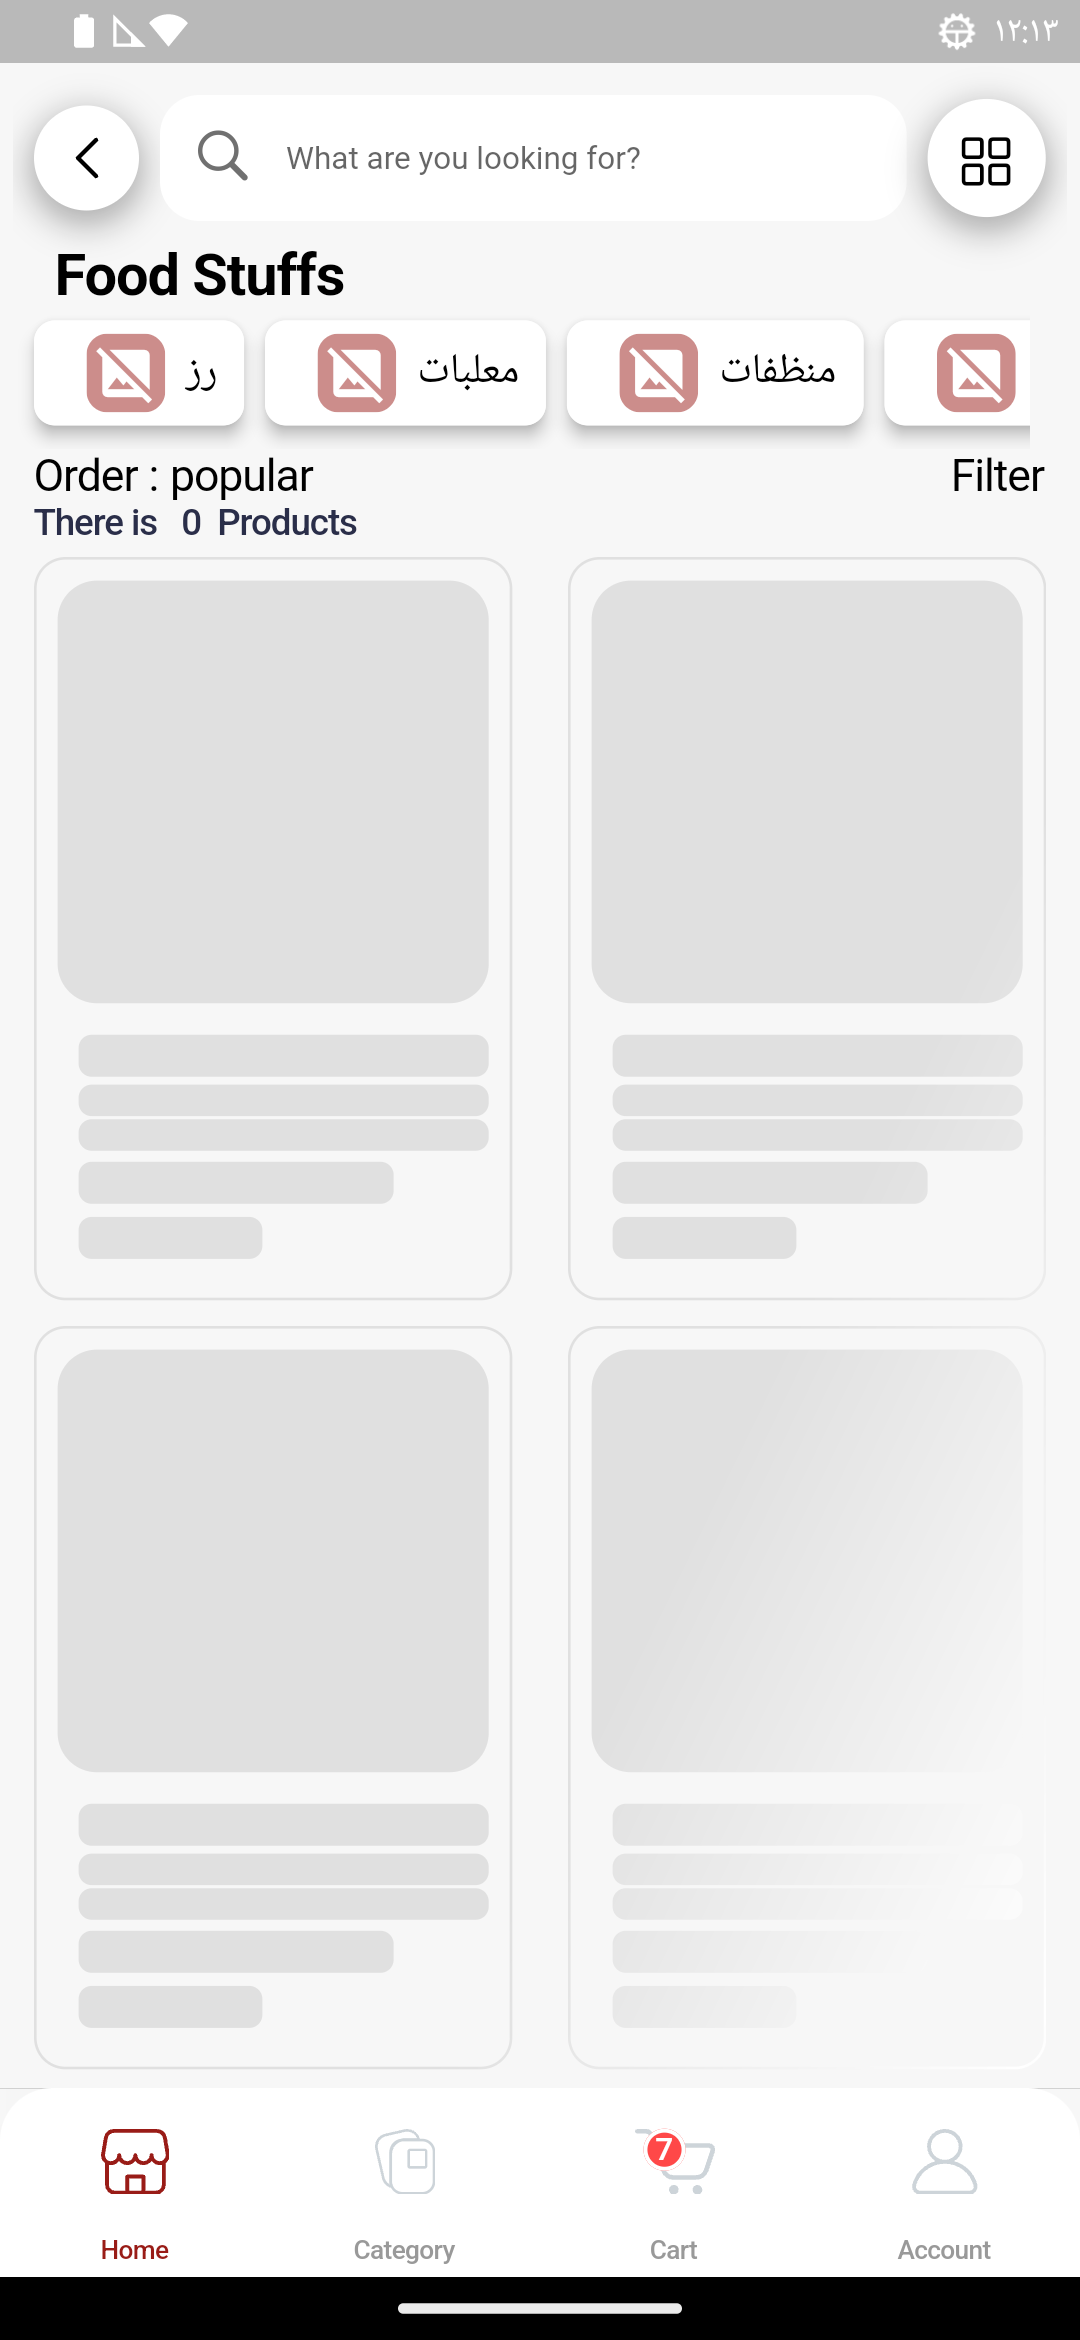 ١٢:١٣
What are you looking for?
Food Stuffs
رز
معلبات
منظفات
Order : popular
Filter
There is 0 Products
7
Home
Category
Cart
Account